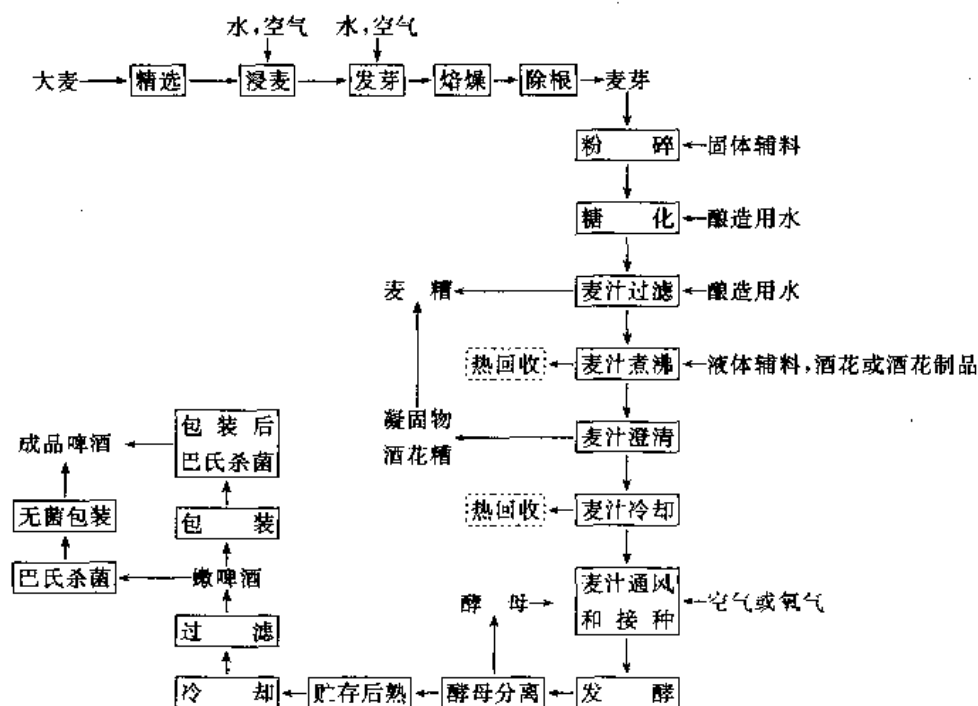 水,空气 水,空气
大麦 精选 浸麦 发芽 焙燥 除根 麦芽
粉碎 固体辅料
糖化 酿造用水
麦糟 麦汁过滤 酿造用水
热回收 麦汁煮沸 液体辅料,酒花或酒花制品
凝固物
酒花糟
麦汁澄清
包装后
巴氏杀菌
成品啤酒
热回收 麦汁冷却
无菌包装 包装
巴氏杀菌 嫩啤酒
酵母
麦汁通风
和接种
空气或氧气
过滤
冷却 贮存后熟 酵母分离 发酵